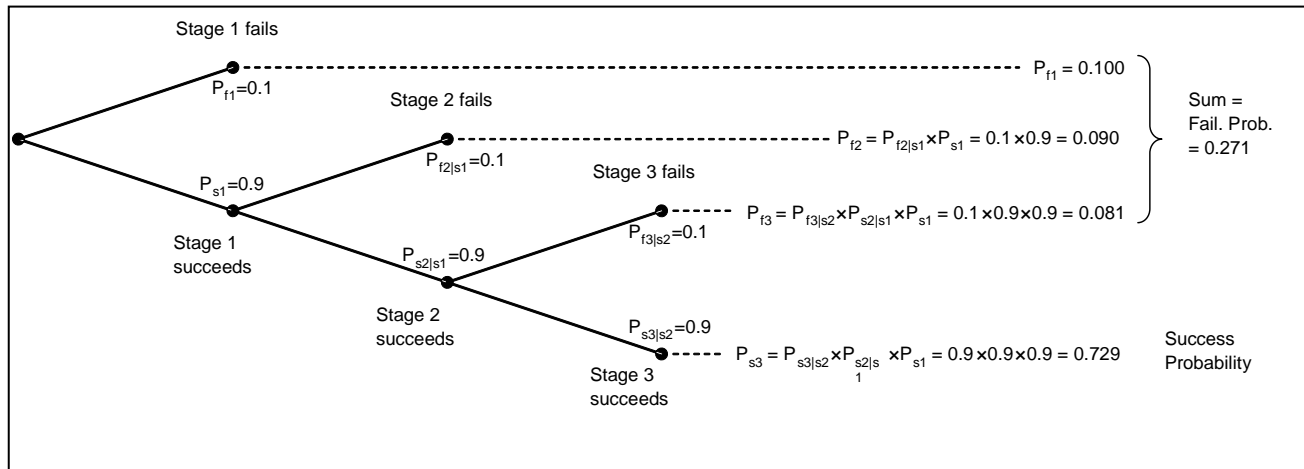 Stage 1 fails
P_f1=0.1
P_f1 = 0.100
Stage 2 fails
P_f2|s1=0.1
P_f2 = P_f2|s1×P_s1 = 0.1 ×0.9 = 0.090
Sum =
Fail. Prob.
= 0.271
P_s1=0.9
Stage 3 fails
P_f3|s2=0.1
P_f3 = P_f3|s2×P_s2|s1×P_s1 = 0.1×0.9×0.9 = 0.081
Stage 1
succeeds
P_s2|s1=0.9
Stage 2
succeeds
P_s3|s2=0.9
P_s3 = P_s3|s2×P_s2|s1 ×P_s1 = 0.9×0.9×0.9 = 0.729
Success
Probability
Stage 3
succeeds